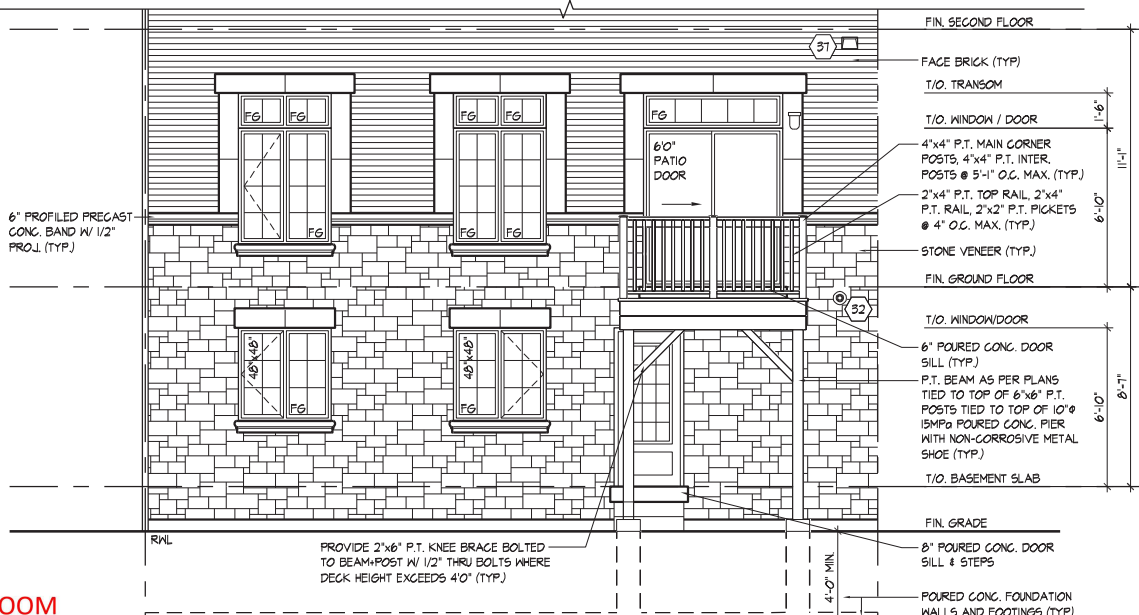 FIN. SECOND FLOOR
37
FACE BRICK (TYP)
T/O. TRANSOM
1'-6"
T/O. WINDOW / DOOR
FG
FG
FG
FG
FG
11'-1"
6'0"
PATIO
DOOR
4"x4" P.T. MAIN CORNER
POSTS, 4"x4" P.T. INTER.
POSTS @ 5'-1" O.C. MAX. (TYP.)
2"x4" P.T. TOP RAIL, 2"x4"
P.T. RAIL, 2"x2" P.T. PICKETS
@ 4" O.C. MAX. (TYP.)
6'-10"
6" PROFILED PRECAST
CONC. BAND W/ 1/2"
PROJ. (TYP.)
FG
FG
FG
STONE VENEER (TYP.)
FIN. GROUND FLOOR
32
T/O. WINDOW/DOOR
6" POURED CONC. DOOR
SILL (TYP.)
48"x48"
48"x48"
FG
FG
P.T. BEAM AS PER PLANS
TIED TO TOP OF 6"x6" P.T.
POSTS TIED TO TOP OF 10"Φ
15MPa POURED CONC. PIER
WITH NON-CORROSIVE METAL
SHOE (TYP.)
6'-10"
8'-7"
T/O. BASEMENT SLAB
FIN. GRADE
RWL
PROVIDE 2"x6" P.T. KNEE BRACE BOLTED
TO BEAM+POST W/ 1/2" THRU BOLTS WHERE
DECK HEIGHT EXCEEDS 4'0" (TYP.)
8" POURED CONC. DOOR
SILL & STEPS
4'-0" MIN.
POURED CONC. FOUNDATION
WALLS AND FOOTINGS (TYP)
OOM